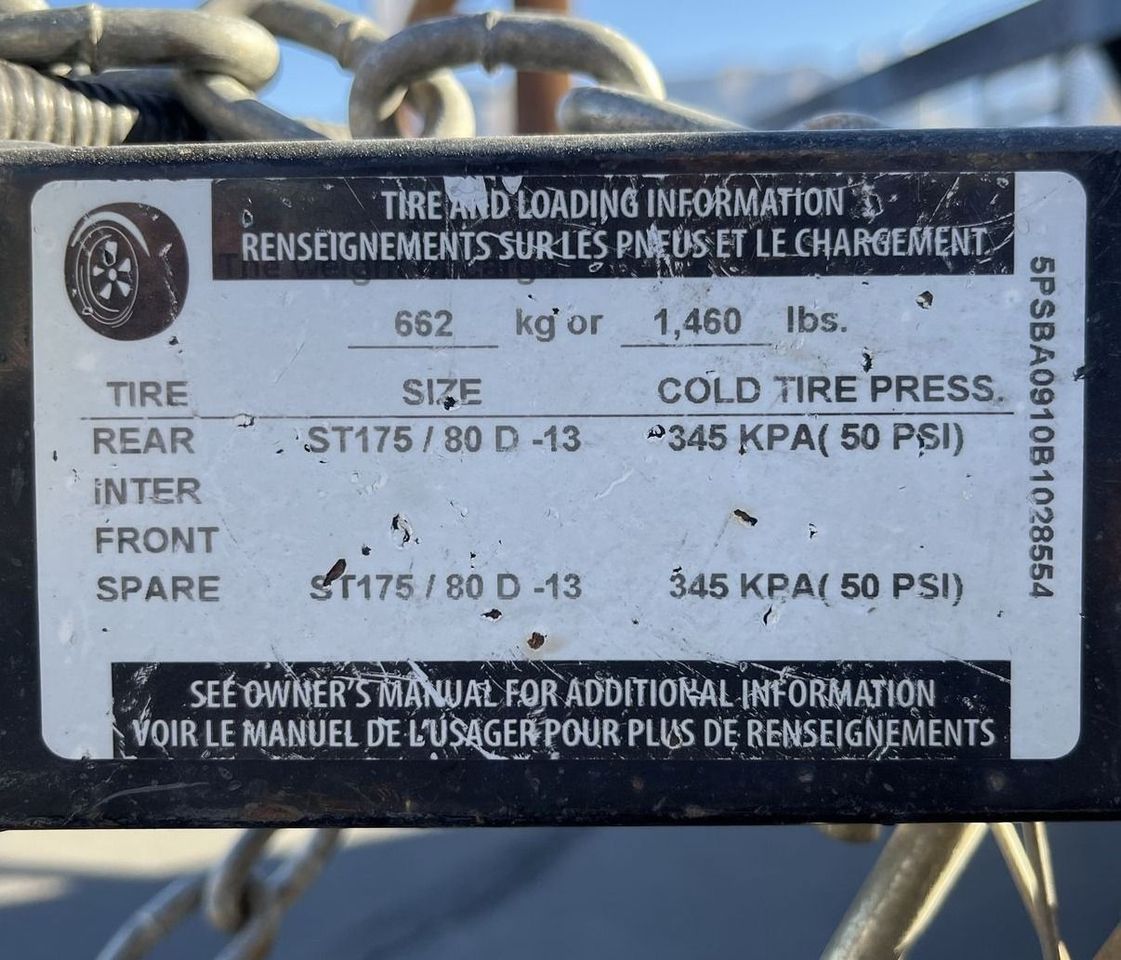 TIRE AND LOADING INFORMATION
RENSEIGNEMENTS SUR LES PNEUS ET LE CHARGEMENT
662 kg or 1,460 lbs.
TIRE SIZE COLD TIRE PRESS.
REAR ST175 / 80 D -13 345 KPA( 50 PSI)
iNTER
FRONT
SPARE ST175 / 80 D -13 345 KPA( 50 PSI)
SEE OWNER'S MANUAL FOR ADDITIONAL INFORMATION
VOIR LE MANUEL DE L'USAGER POUR PLUS DE RENSEIGNEMENTS
5PSBA0910B1028554